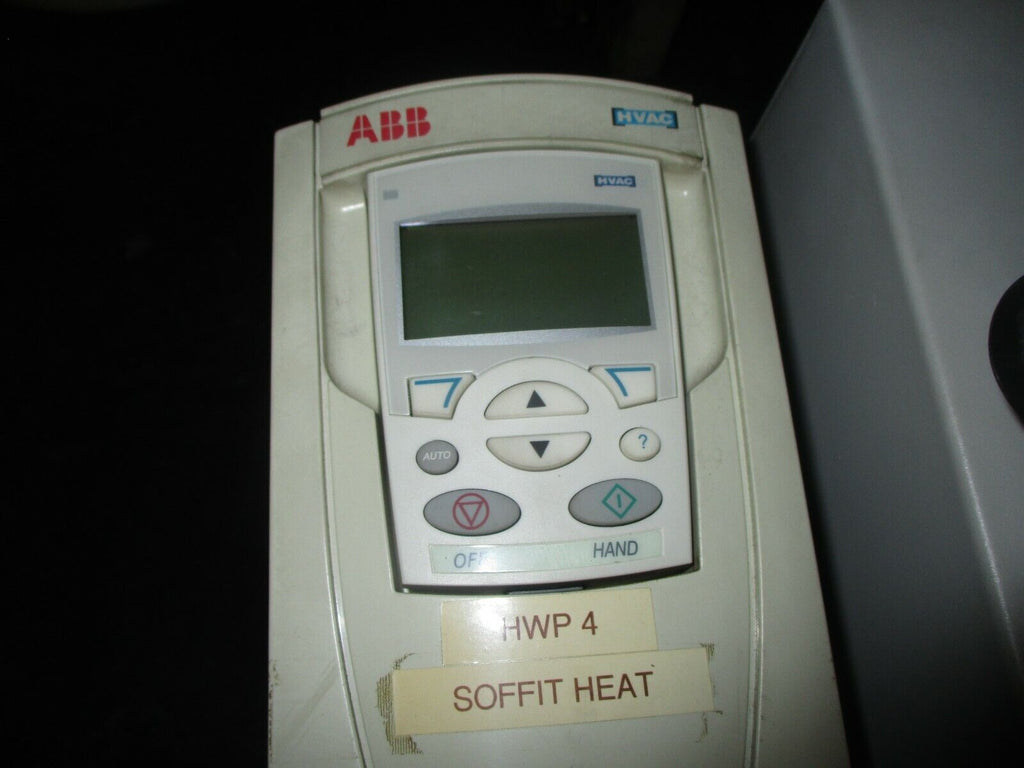 ABB HVAC
HVAC
AUTO ?
OFF HAND
HWP 4
SOFFIT HEAT